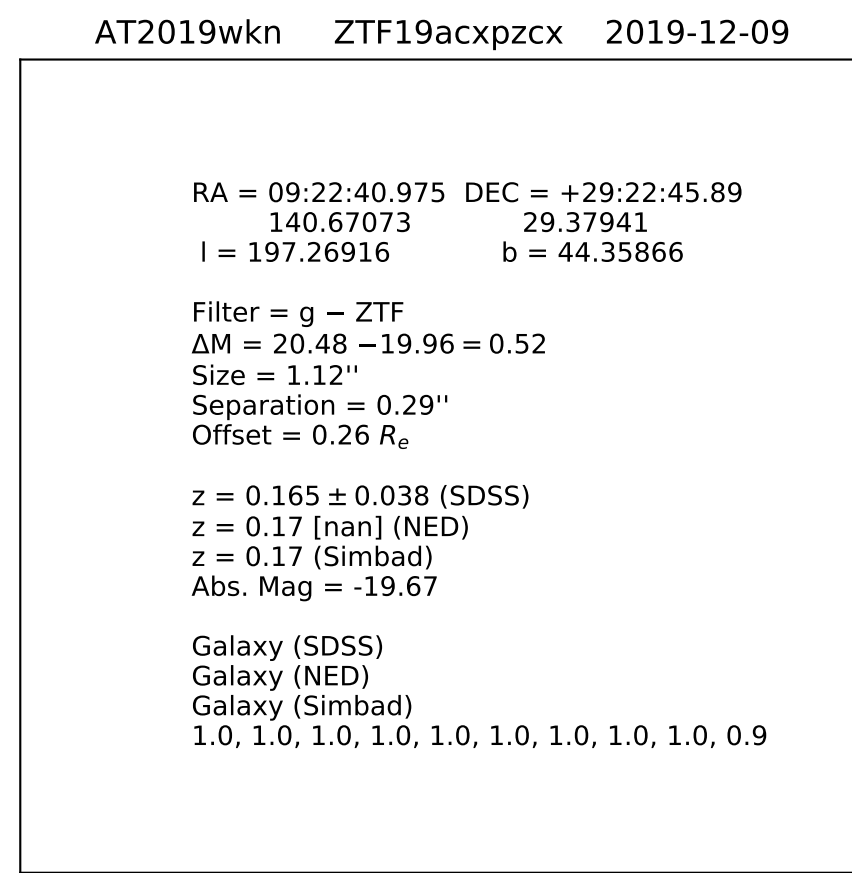 AT2019wkn ZTF19acxpzcx 2019-12-09
RA = 09:22:40.975 DEC = +29:22:45.89
140.67073 29.37941
l = 197.26916 b = 44.35866
Filter = g − ZTF
ΔM = 20.48 −19.96 = 0.52
Size = 1.12''
Separation = 0.29''
Offset = 0.26 Rₑ
z = 0.165 ± 0.038 (SDSS)
z = 0.17 [nan] (NED)
z = 0.17 (Simbad)
Abs. Mag = -19.67
Galaxy (SDSS)
Galaxy (NED)
Galaxy (Simbad)
1.0, 1.0, 1.0, 1.0, 1.0, 1.0, 1.0, 1.0, 1.0, 0.9